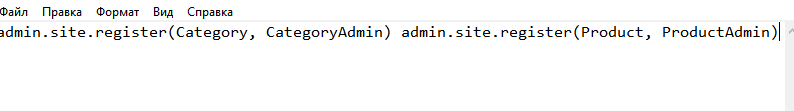 Файл Правка Формат Вид Справка
admin.site.register(Category, CategoryAdmin) admin.site.register(Product, ProductAdmin)